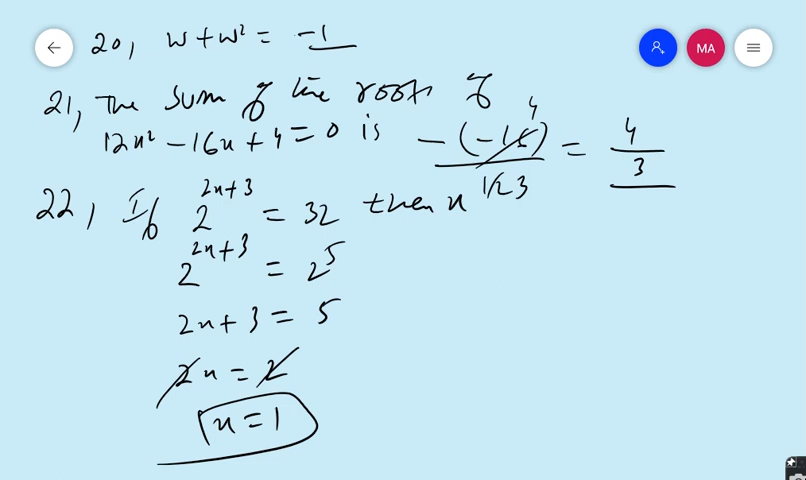 20, w + w² = -1
21, The sum of the roots of
12x² - 16x + 4 = 0 is -(-16) 4 / 12 3 = 4/3
22, If 2^{2x+3} = 32 then x
2^{2x+3} = 2^5
2x + 3 = 5
2x = 2
x = 1
MA